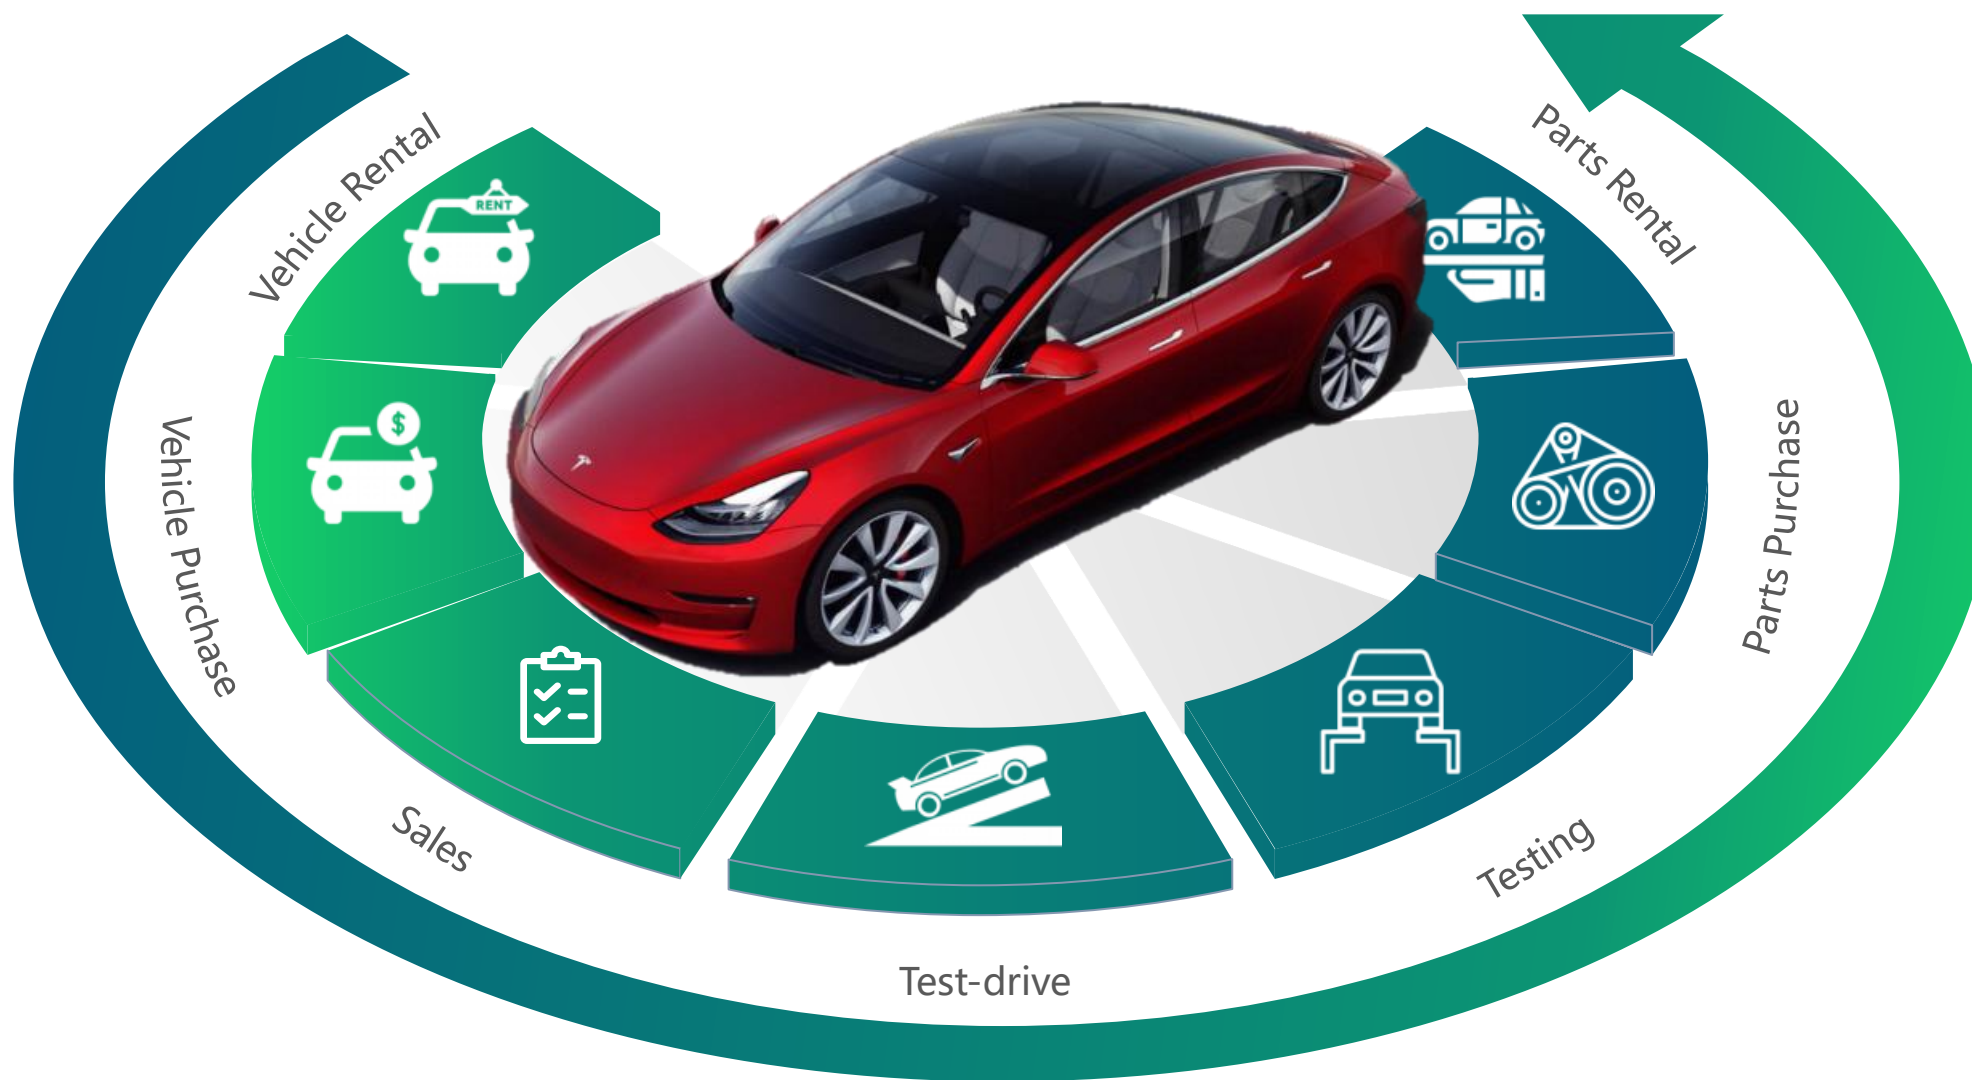 Vehicle Rental
RENT
Vehicle Purchase
$
Sales
Test-drive
Testing
Parts Purchase
Parts Rental